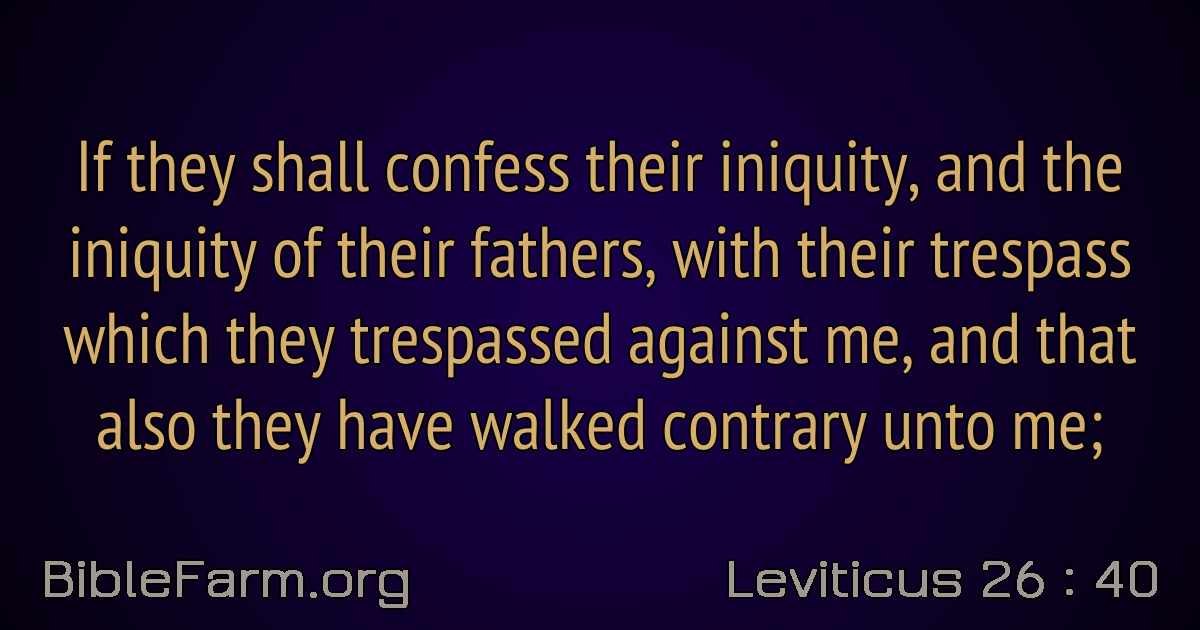 If they shall confess their iniquity, and the
iniquity of their fathers, with their trespass
which they trespassed against me, and that
also they have walked contrary unto me;
BibleFarm.org
Leviticus 26 : 40